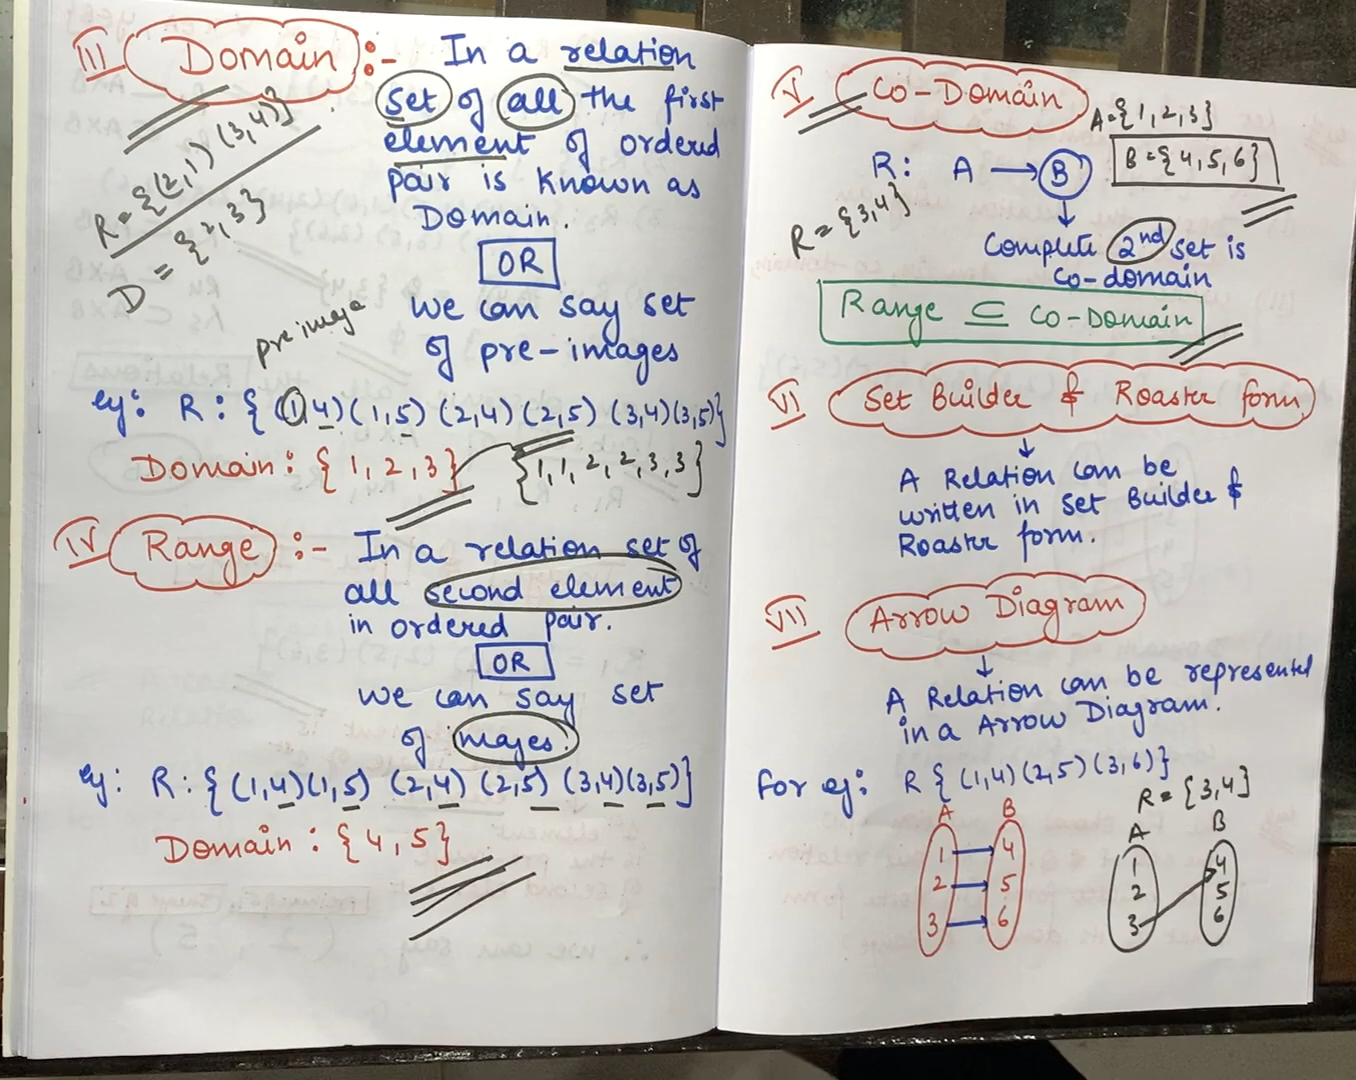 III Domain :- In a relation
set of all the first
element of ordered
pair is known as
Domain.
R = {(2,1) (3,4)}
D = {2,3}
OR
we can say set
of pre-images
pre image
eg: R : { (1,4) (1,5) (2,4) (2,5) (3,4) (3,5)}
Domain : { 1, 2, 3} {1, 1, 2, 2, 3, 3}
IV Range :- In a relation set of
all second element
in ordered pair.
OR
we can say set
of mages.
eg: R : { (1,4) (1,5) (2,4) (2,5) (3,4) (3,5)}
Domain : {4, 5}
V Co-Domain
A={1,2,3}
R: A → B B={4,5,6}
R = {3,4}
Complete 2nd set is
Co-domain
Range ⊆ Co-Domain
VI Set Builder & Roaster form
↓
A Relation can be
written in Set Builder &
Roaster form.
VII Arrow Diagram
↓
A Relation can be represented
in a Arrow Diagram.
For eg: R { (1,4) (2,5) (3,6)}
R = {3,4}
A B
1 → 4
2 → 5
3 → 6
A B
1 4
2 5
3 6